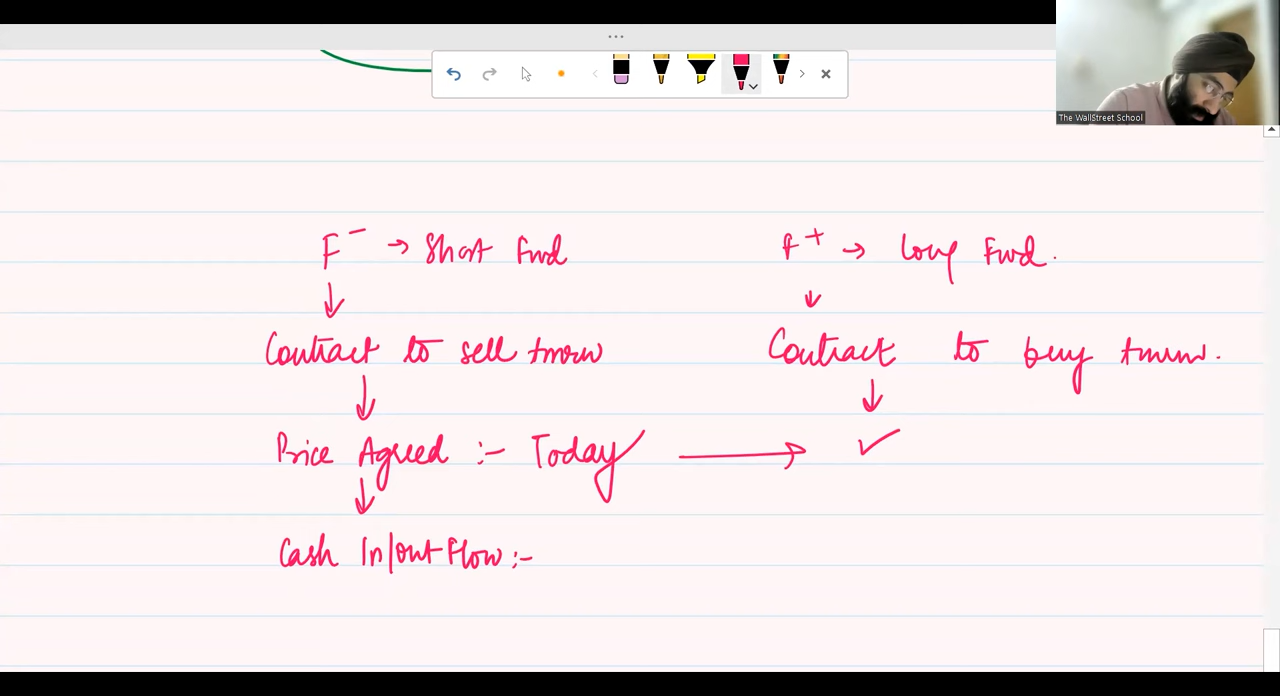 The WallStreet School
F⁻ → Short Fwd
F⁺ → Long Fwd.
Contract to sell tmrw
Contract to buy tmrw.
Price Agreed :- Today → ✓
Cash In/out Flow :-